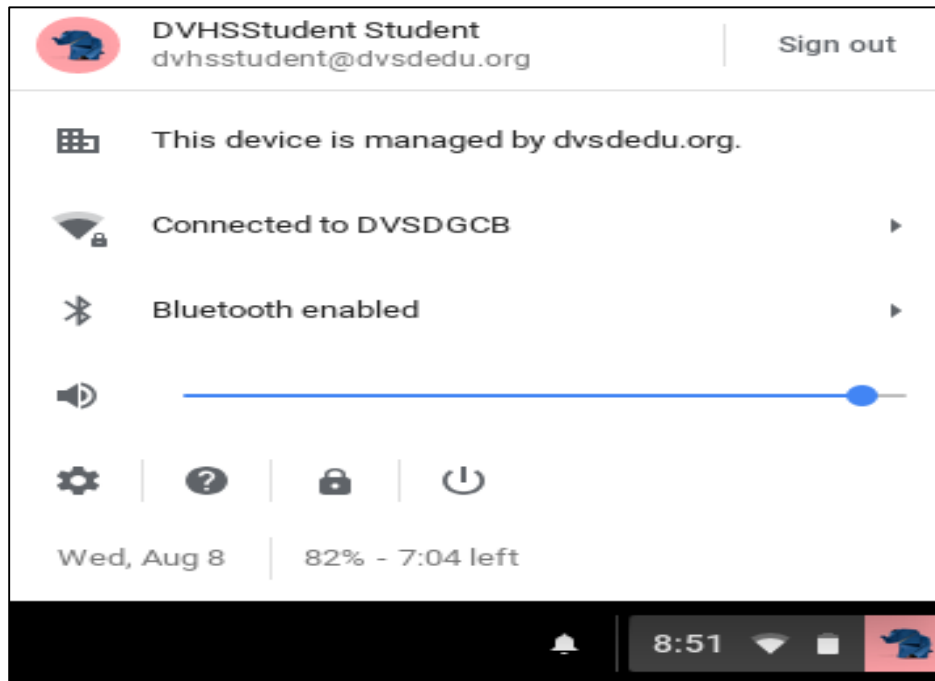 DVHSStudent Student
Sign out
dvhsstudent@dvsdedu.org
This device is managed by dvsdedu.org.
Connected to DVSDGCB
Bluetooth enabled
Wed, Aug 8
82% - 7:04 left
8:51